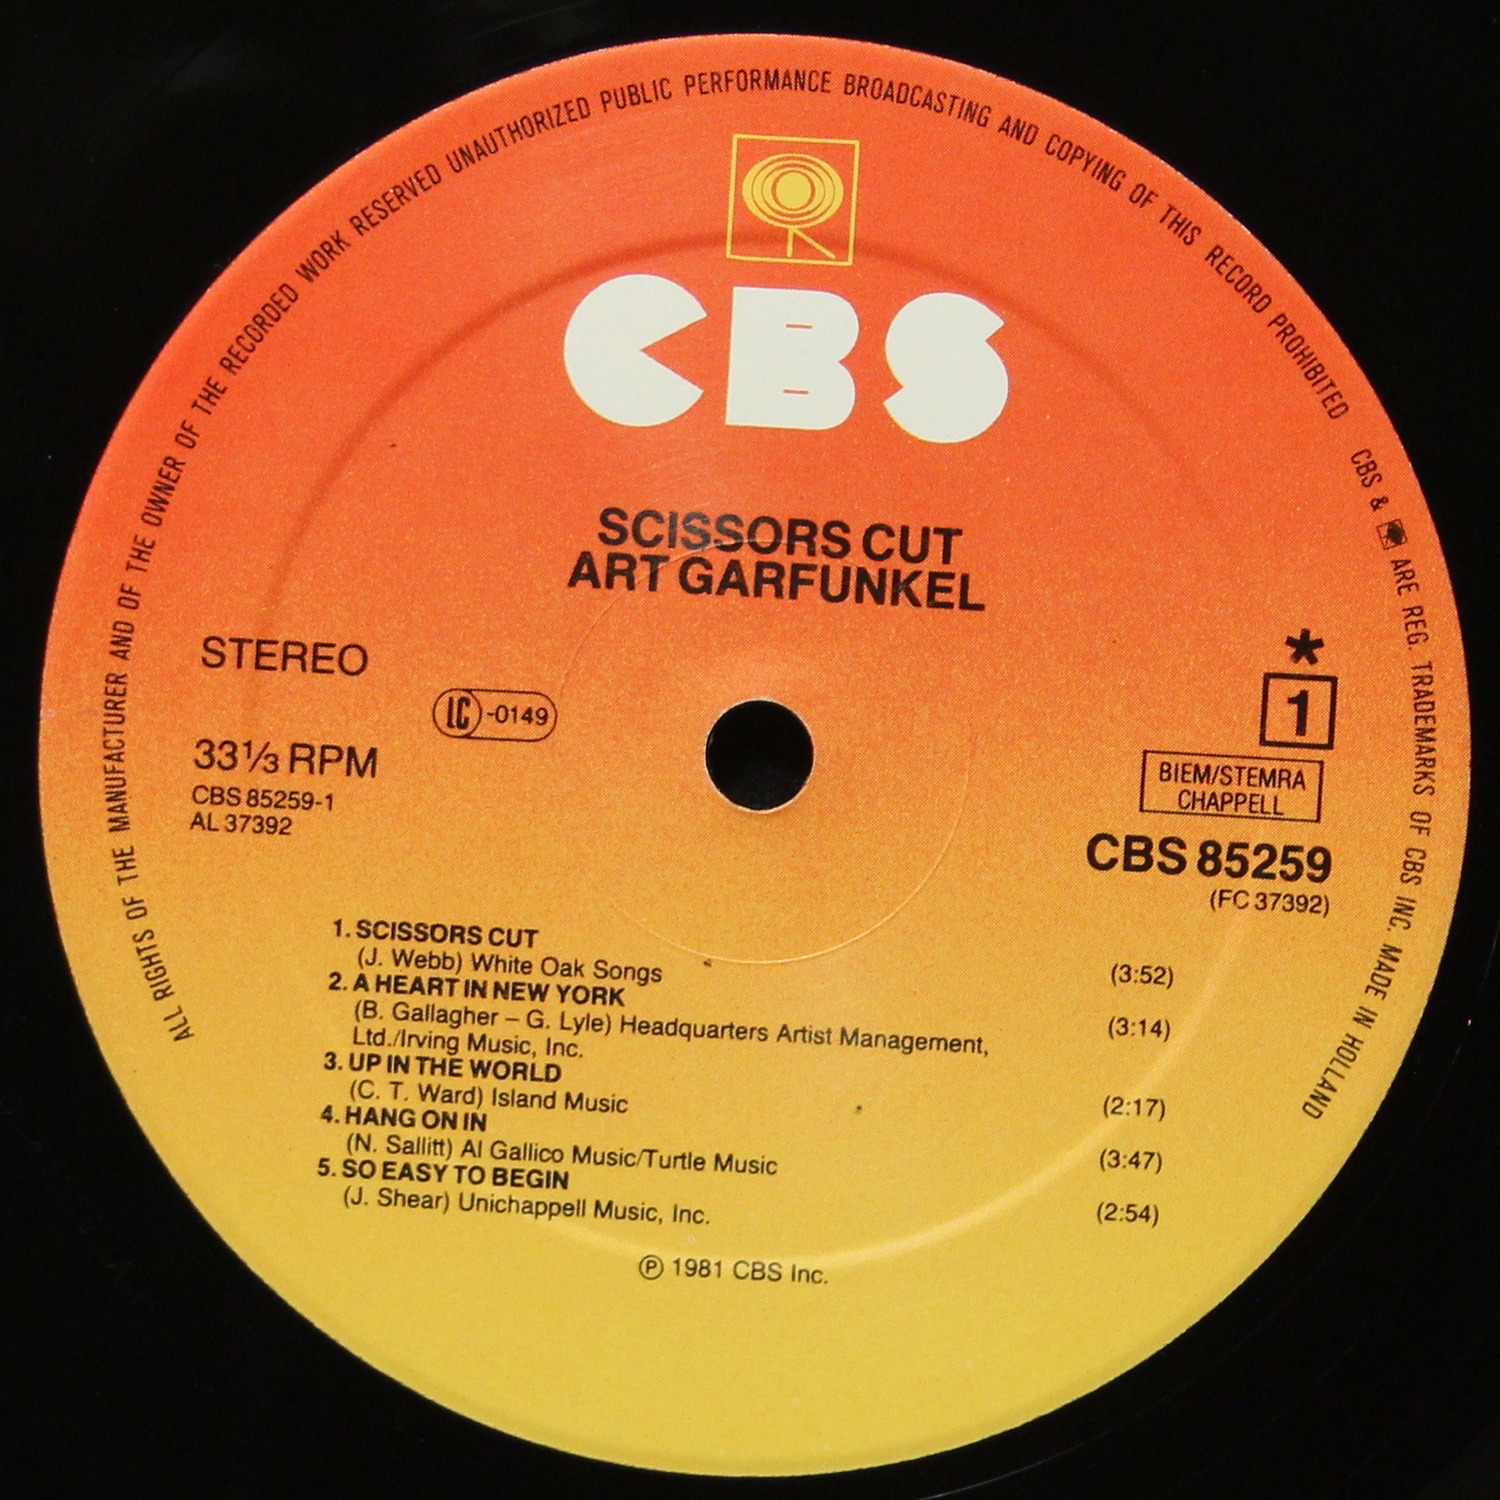 ALL RIGHTS OF THE MANUFACTURER AND OF THE OWNER OF THE RECORDED WORK RESERVED UNAUTHORIZED PUBLIC PERFORMANCE BROADCASTING AND COPYING OF THIS RECORD PROHIBITED CBS & ARE REG. TRADEMARKS OF CBS INC. MADE IN HOLLAND
CBS
SCISSORS CUT
ART GARFUNKEL
STEREO
LC-0149
33⅓ RPM
CBS 85259-1
AL 37392
*
1
BIEM/STEMRA
CHAPPELL
CBS 85259
(FC 37392)
1. SCISSORS CUT
(J. Webb) White Oak Songs (3:52)
2. A HEART IN NEW YORK
(B. Gallagher – G. Lyle) Headquarters Artist Management, (3:14)
Ltd./Irving Music, Inc.
3. UP IN THE WORLD
(C. T. Ward) Island Music (2:17)
4. HANG ON IN
(N. Sallitt) Al Gallico Music/Turtle Music (3:47)
5. SO EASY TO BEGIN
(J. Shear) Unichappell Music, Inc. (2:54)
℗ 1981 CBS Inc.